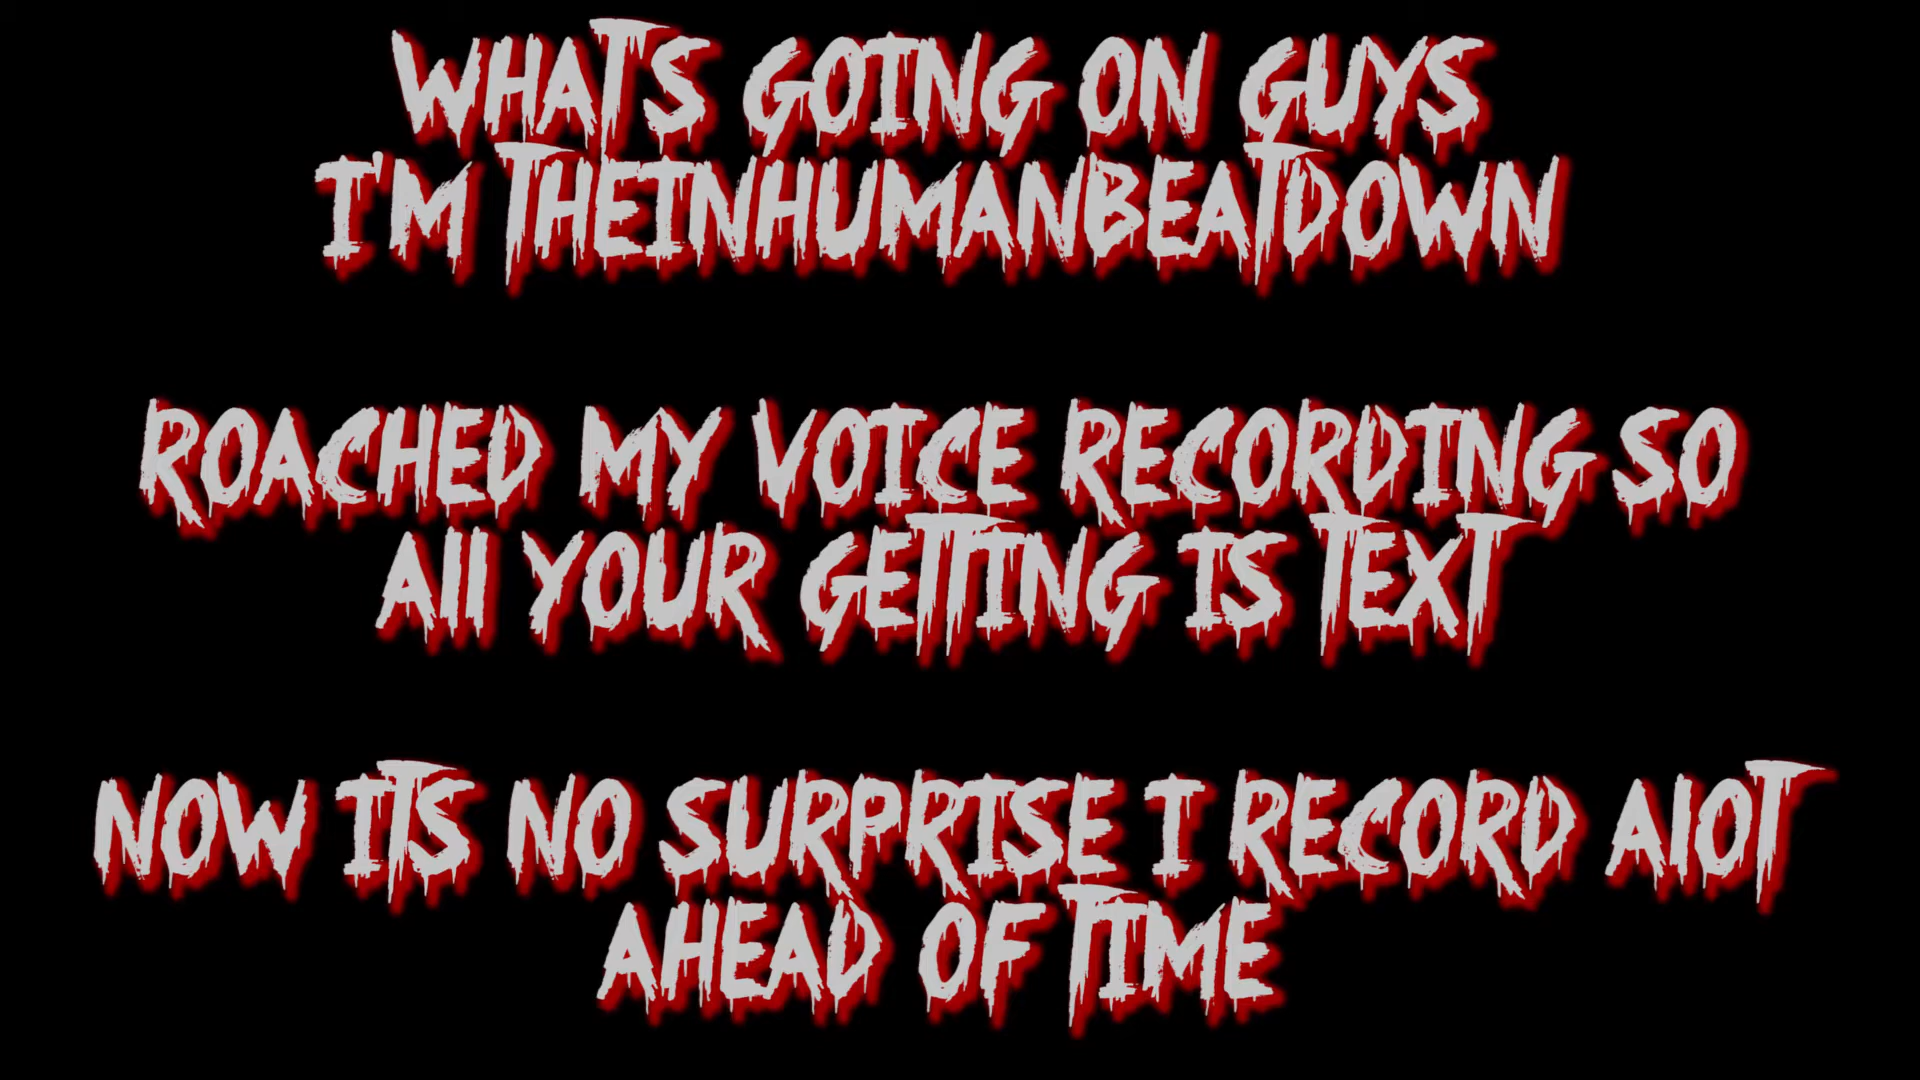 WHAT'S GOING ON GUYS
I'M THEINHUMANBEATDOWN
ROACHED MY VOICE RECORDING SO
All YOUR GETTING IS TEXT
NOW ITS NO SURPRISE I RECORD AlOT
AHEAD OF TIME